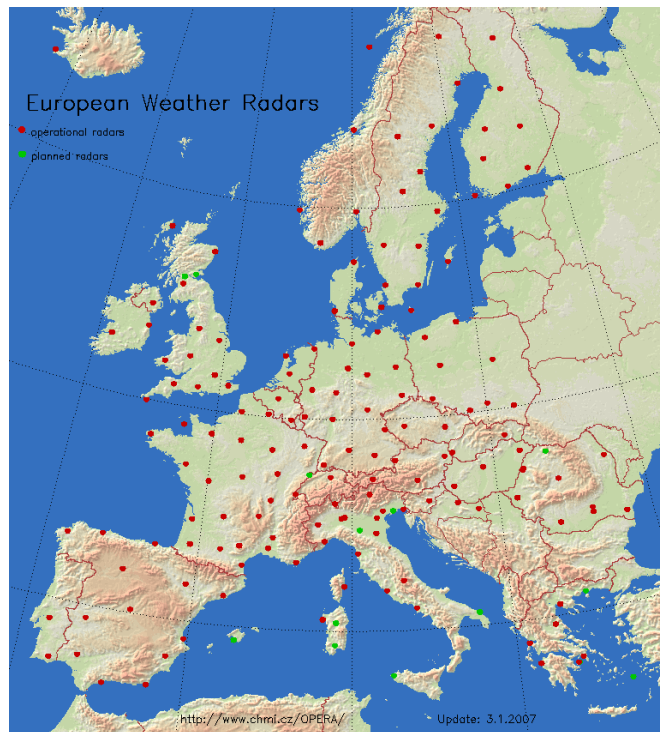 European Weather Radars
operational radars
planned radars
http://www.chmi.cz/OPERA/ Update: 3.1.2007